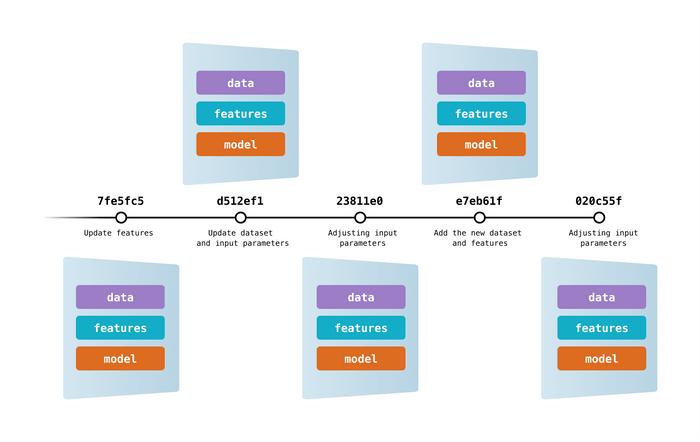 data
features
model
data
features
model
7fe5fc5
d512ef1
23811e0
e7eb61f
020c55f
Update features
Update dataset
and input parameters
Adjusting input
parameters
Add the new dataset
and features
Adjusting input
parameters
data
features
model
data
features
model
data
features
model